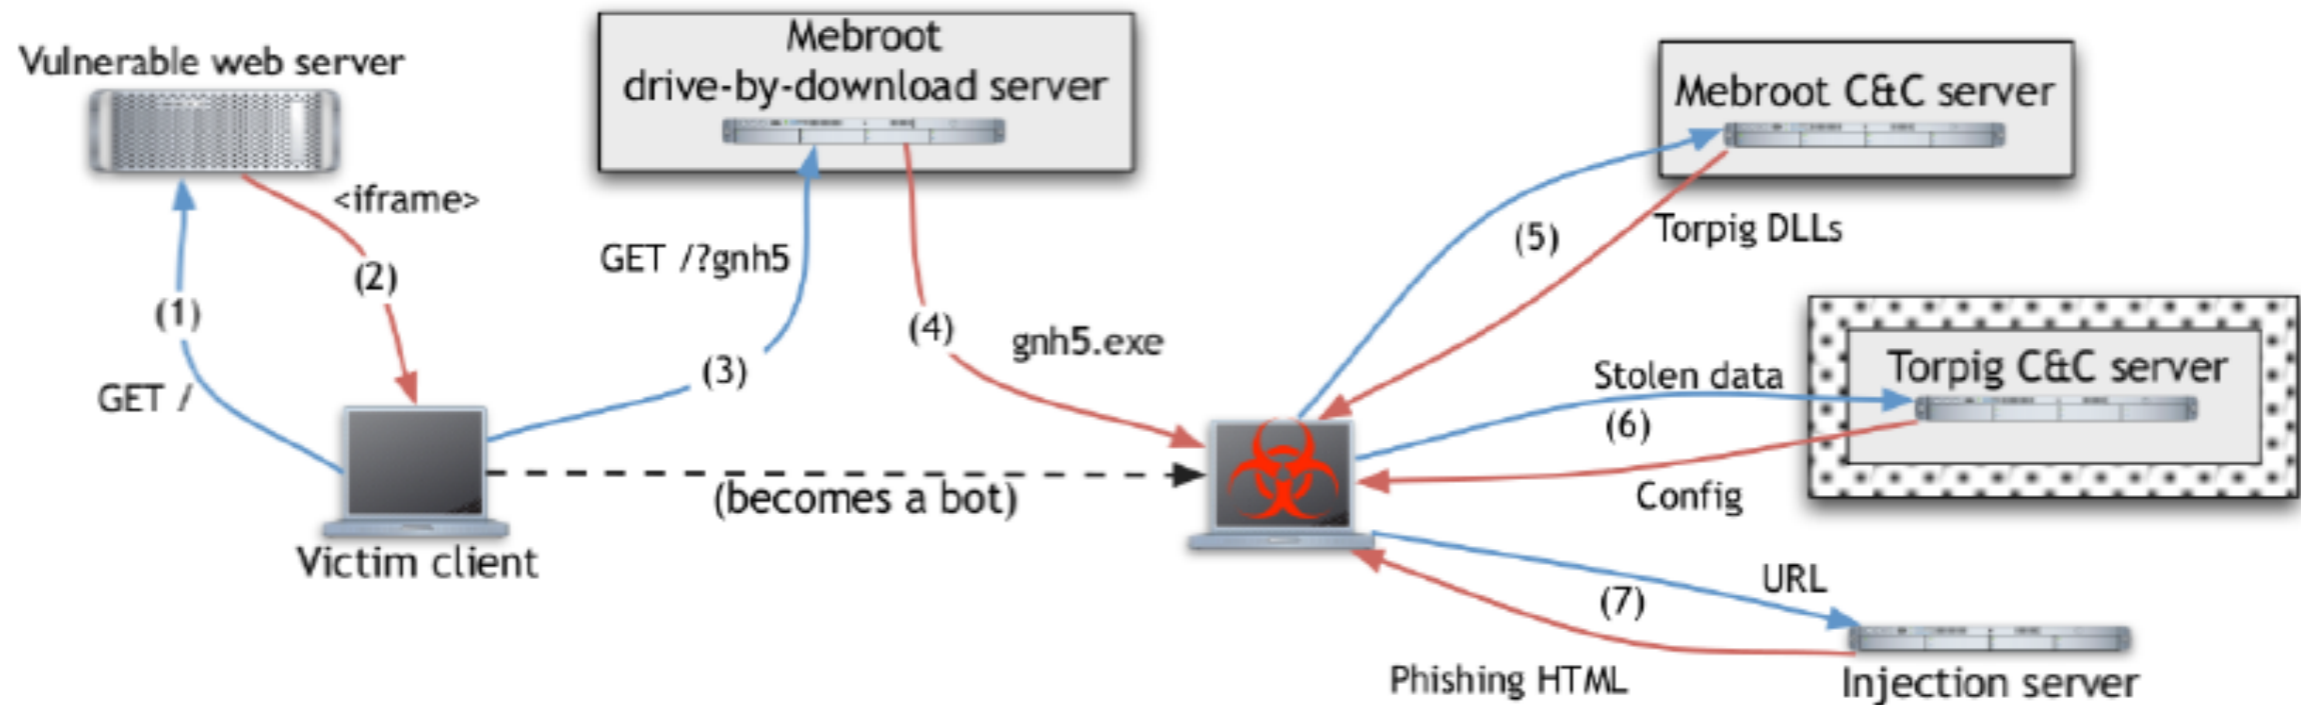 Vulnerable web server
<iframe>
(2)
(1)
GET /
Victim client
Mebroot
drive-by-download server
GET /?gnh5
(3)
(4)
gnh5.exe
(becomes a bot)
Mebroot C&C server
(5)
Torpig DLLs
Torpig C&C server
Stolen data
(6)
Config
URL
(7)
Phishing HTML
Injection server